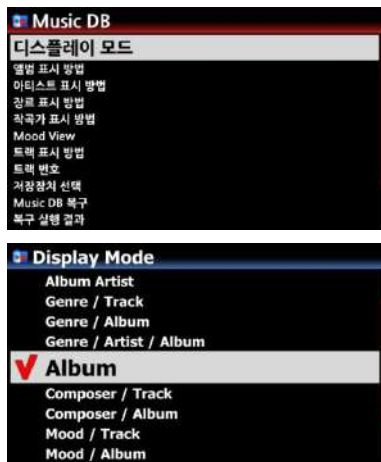 Music DB
디스플레이 모드
앨범 표시 방법
아티스트 표시 방법
장르 표시 방법
작곡가 표시 방법
Mood View
트랙 표시 방법
트랙 번호
저장장치 선택
Music DB 복구
복구 실행 결과
Display Mode
Album Artist
Genre / Track
Genre / Album
Genre / Artist / Album
Album
Composer / Track
Composer / Album
Mood / Track
Mood / Album